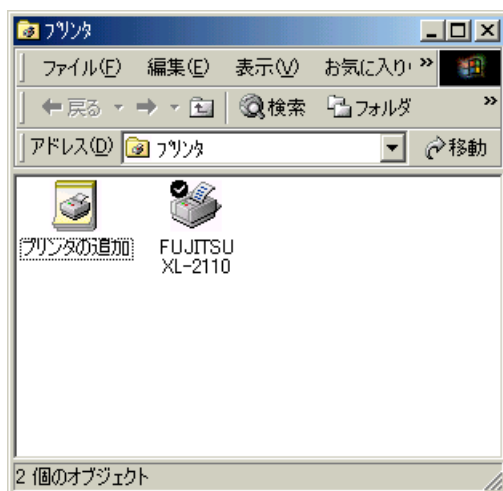 プリンタ
ファイル(F) 編集(E) 表示(V) お気に入り »
戻る 検索 フォルダ »
アドレス(D) プリンタ 移動
プリンタの追加
FUJITSU
XL-2110
2 個のオブジェクト